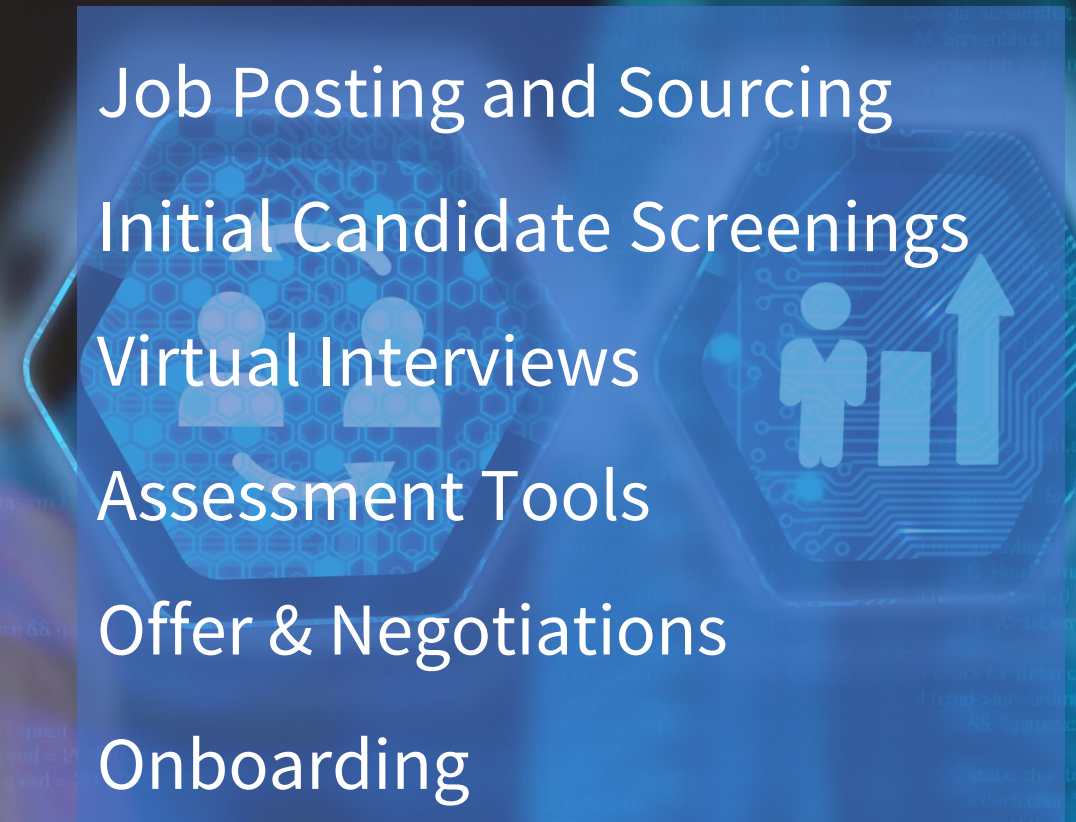 Job Posting and Sourcing
Initial Candidate Screenings
Virtual Interviews
Assessment Tools
Offer & Negotiations
Onboarding